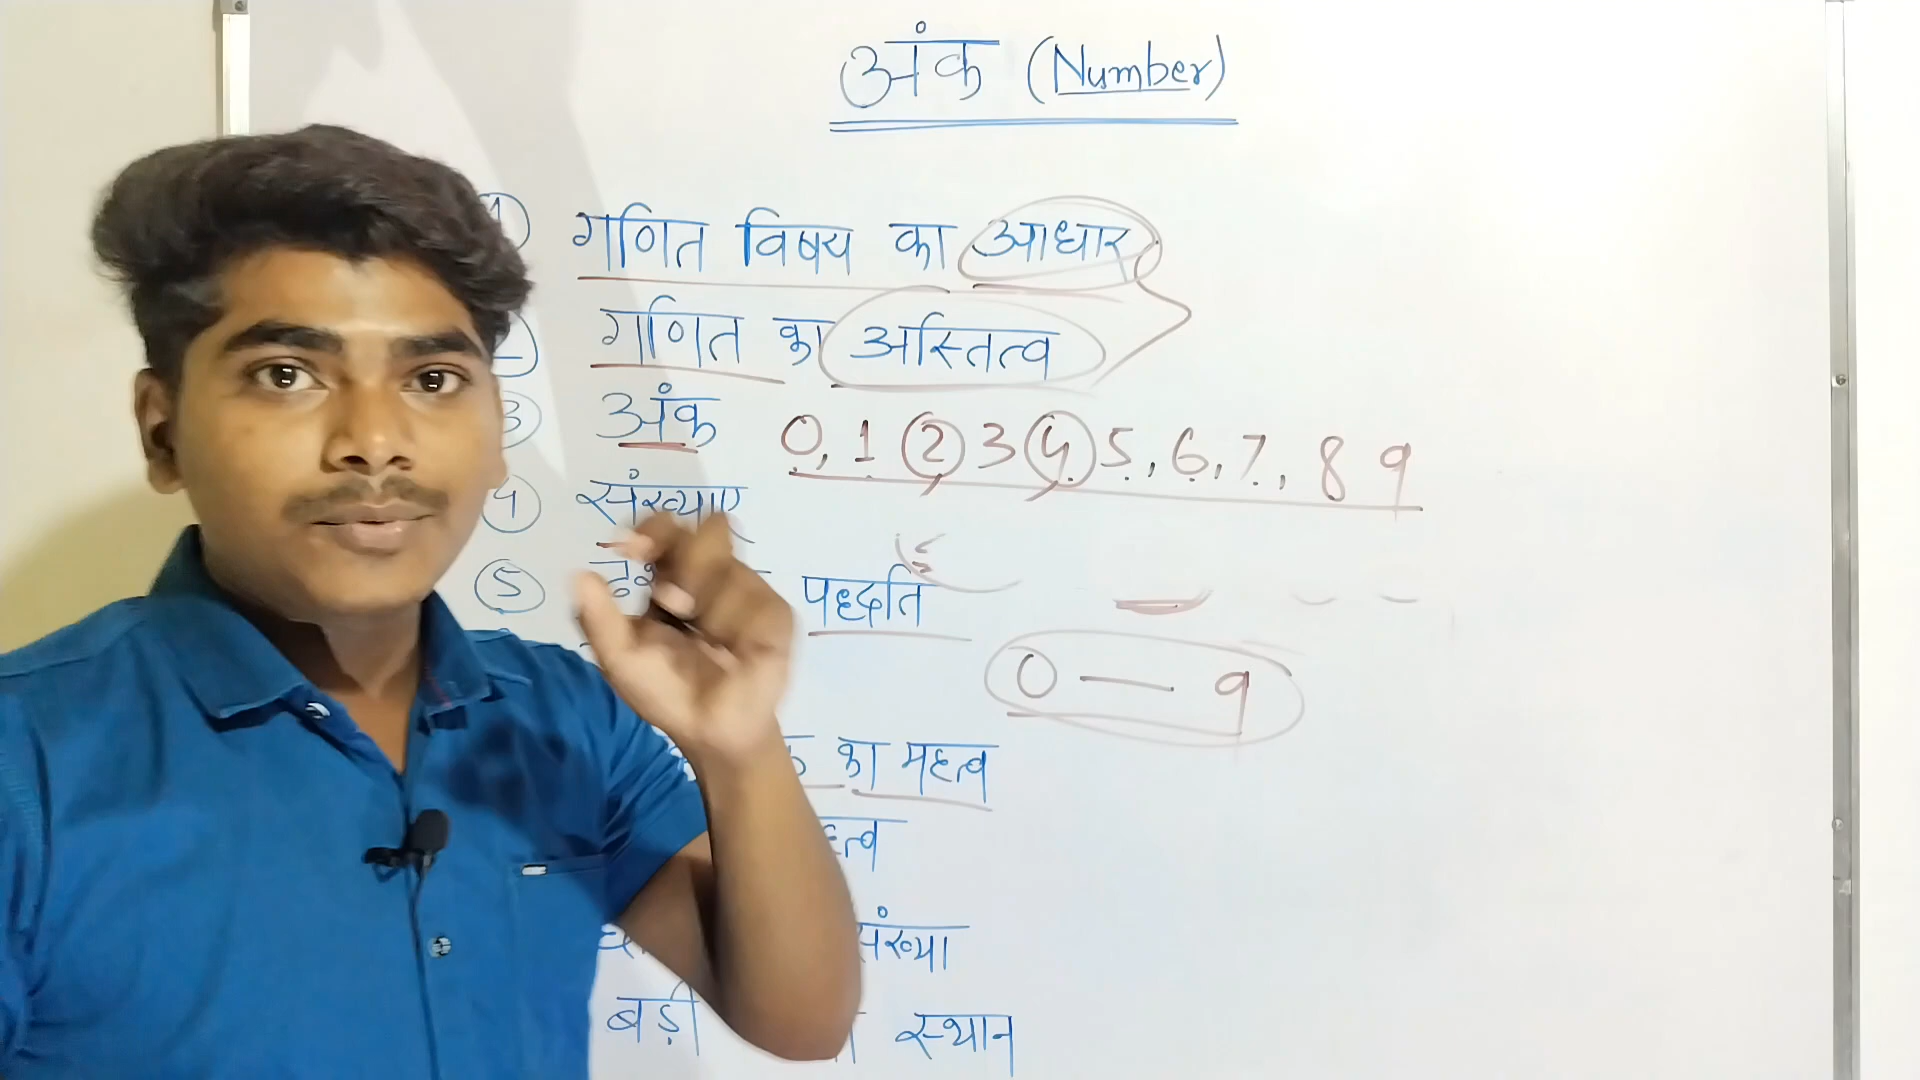 अंक (Number)
1 गणित विषय का आधार
2 गणित का अस्तित्व
3 अंक 0, 1 2, 3 4, 5, 6, 7, 8 9
4 संख्याए
5 पद्धति
0 — 9
का महत्व
संख्या
बड़ी स्थान